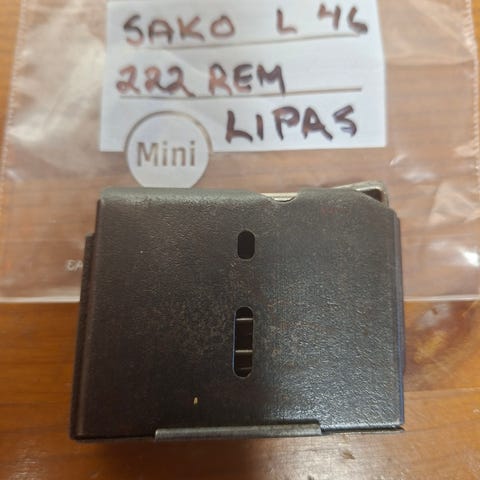 SAKO L 46
222 REM
LIPAS
Mini